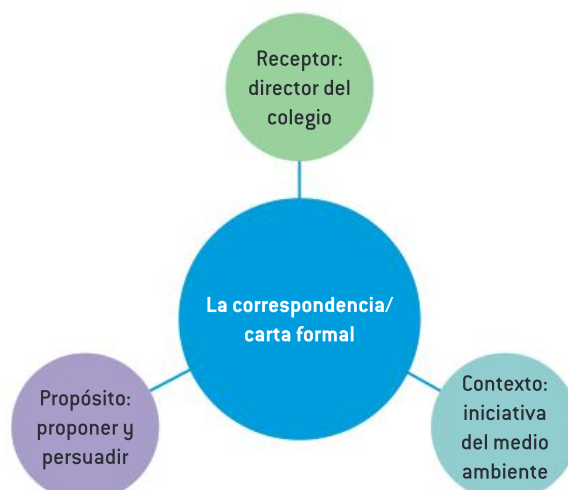 Receptor:
director del
colegio
La correspondencia/
carta formal
Propósito:
proponer y
persuadir
Contexto:
iniciativa
del medio
ambiente